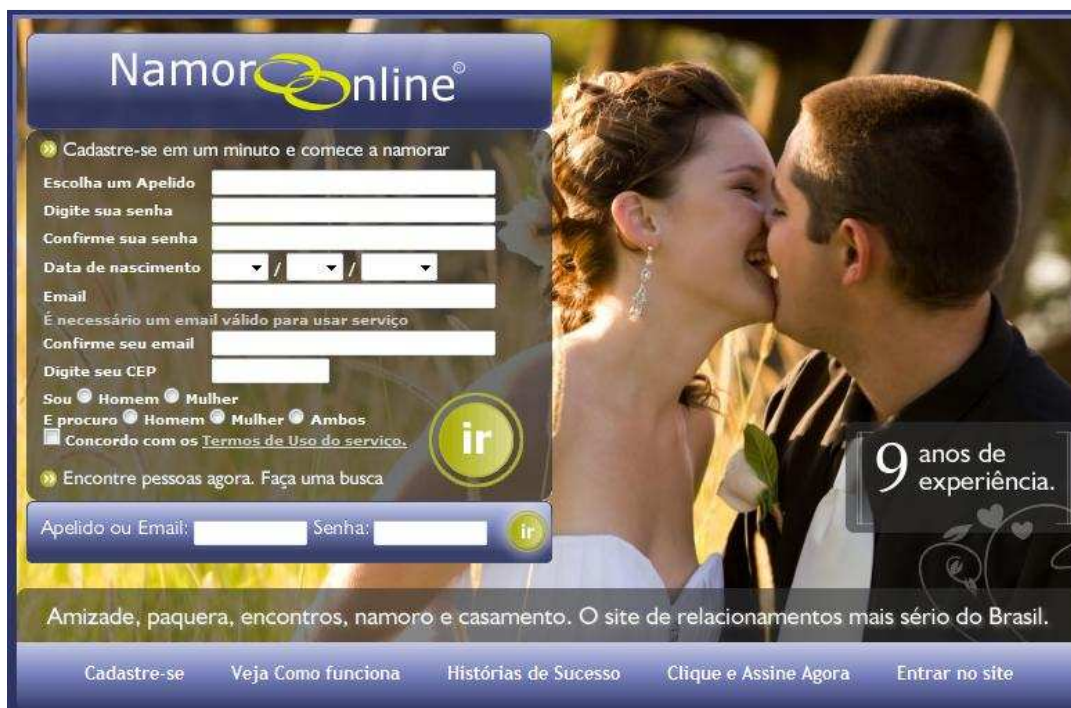 Namoro Online®
Cadastre-se em um minuto e comece a namorar
Escolha um Apelido
Digite sua senha
Confirme sua senha
Data de nascimento / /
Email
É necessário um email válido para usar serviço
Confirme seu email
Digite seu CEP
Sou Homem Mulher
E procuro Homem Mulher Ambos
Concordo com os Termos de Uso do serviço.
ir
Encontre pessoas agora. Faça uma busca
Apelido ou Email: Senha: ir
9 anos de
experiência.
Amizade, paquera, encontros, namoro e casamento. O site de relacionamentos mais sério do Brasil.
Cadastre-se Veja Como funciona Histórias de Sucesso Clique e Assine Agora Entrar no site